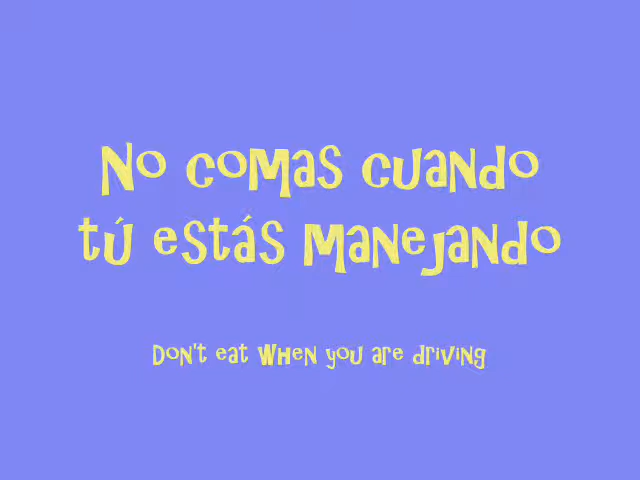 No comas cuando
tú estás manejando
Don't eat when you are driving